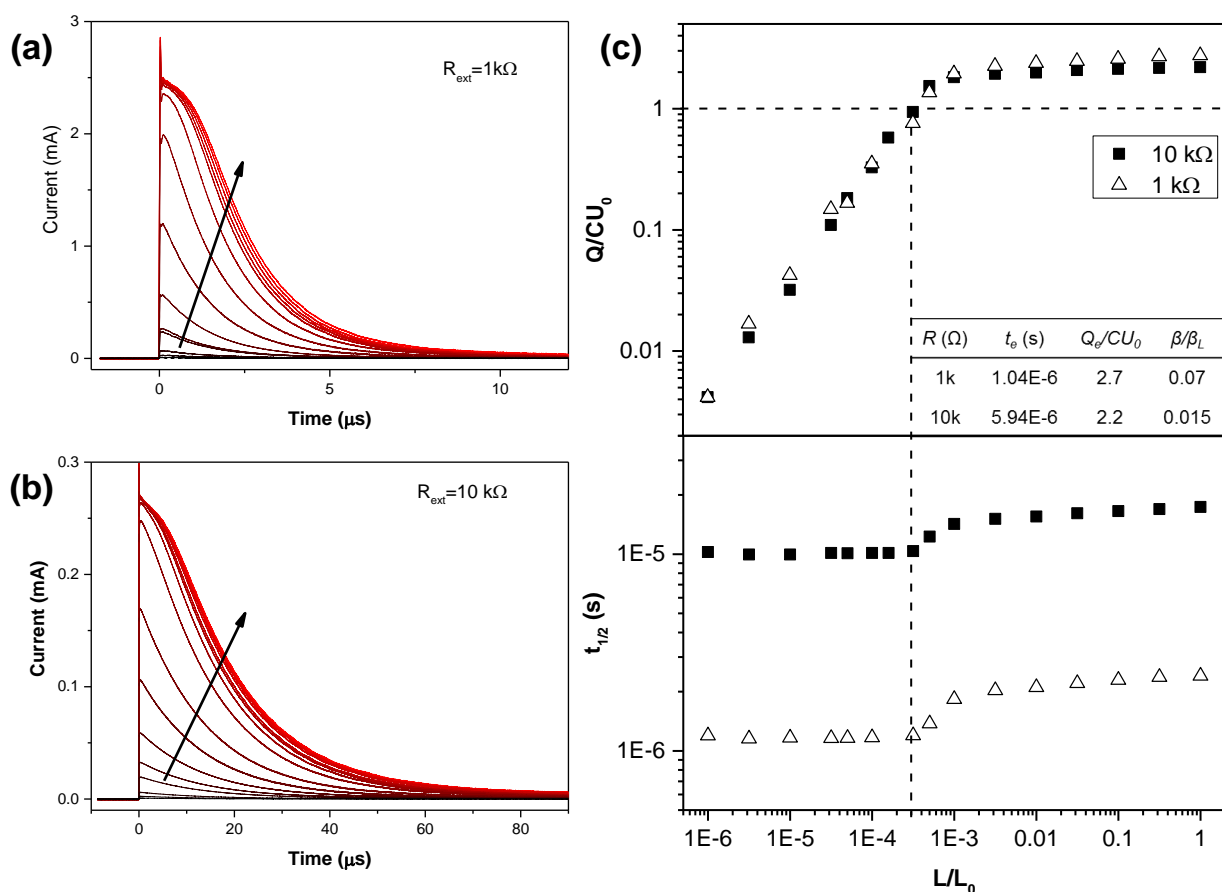 (a)
R_ext=1kΩ
3
2
1
0
Current (mA)
0
5
10
Time (μs)
(b)
R_ext=10 kΩ
0.3
0.2
0.1
0.0
Current (mA)
0
20
40
60
80
Time (μs)
(c)
1
0.1
0.01
Q/CU₀
10 kΩ
1 kΩ
R (Ω) t_e (s) Q_e/CU₀ β/β_L
1k 1.04E-6 2.7 0.07
10k 5.94E-6 2.2 0.015
1E-5
1E-6
t_1/2 (s)
1E-6 1E-5 1E-4 1E-3 0.01 0.1 1
L/L₀